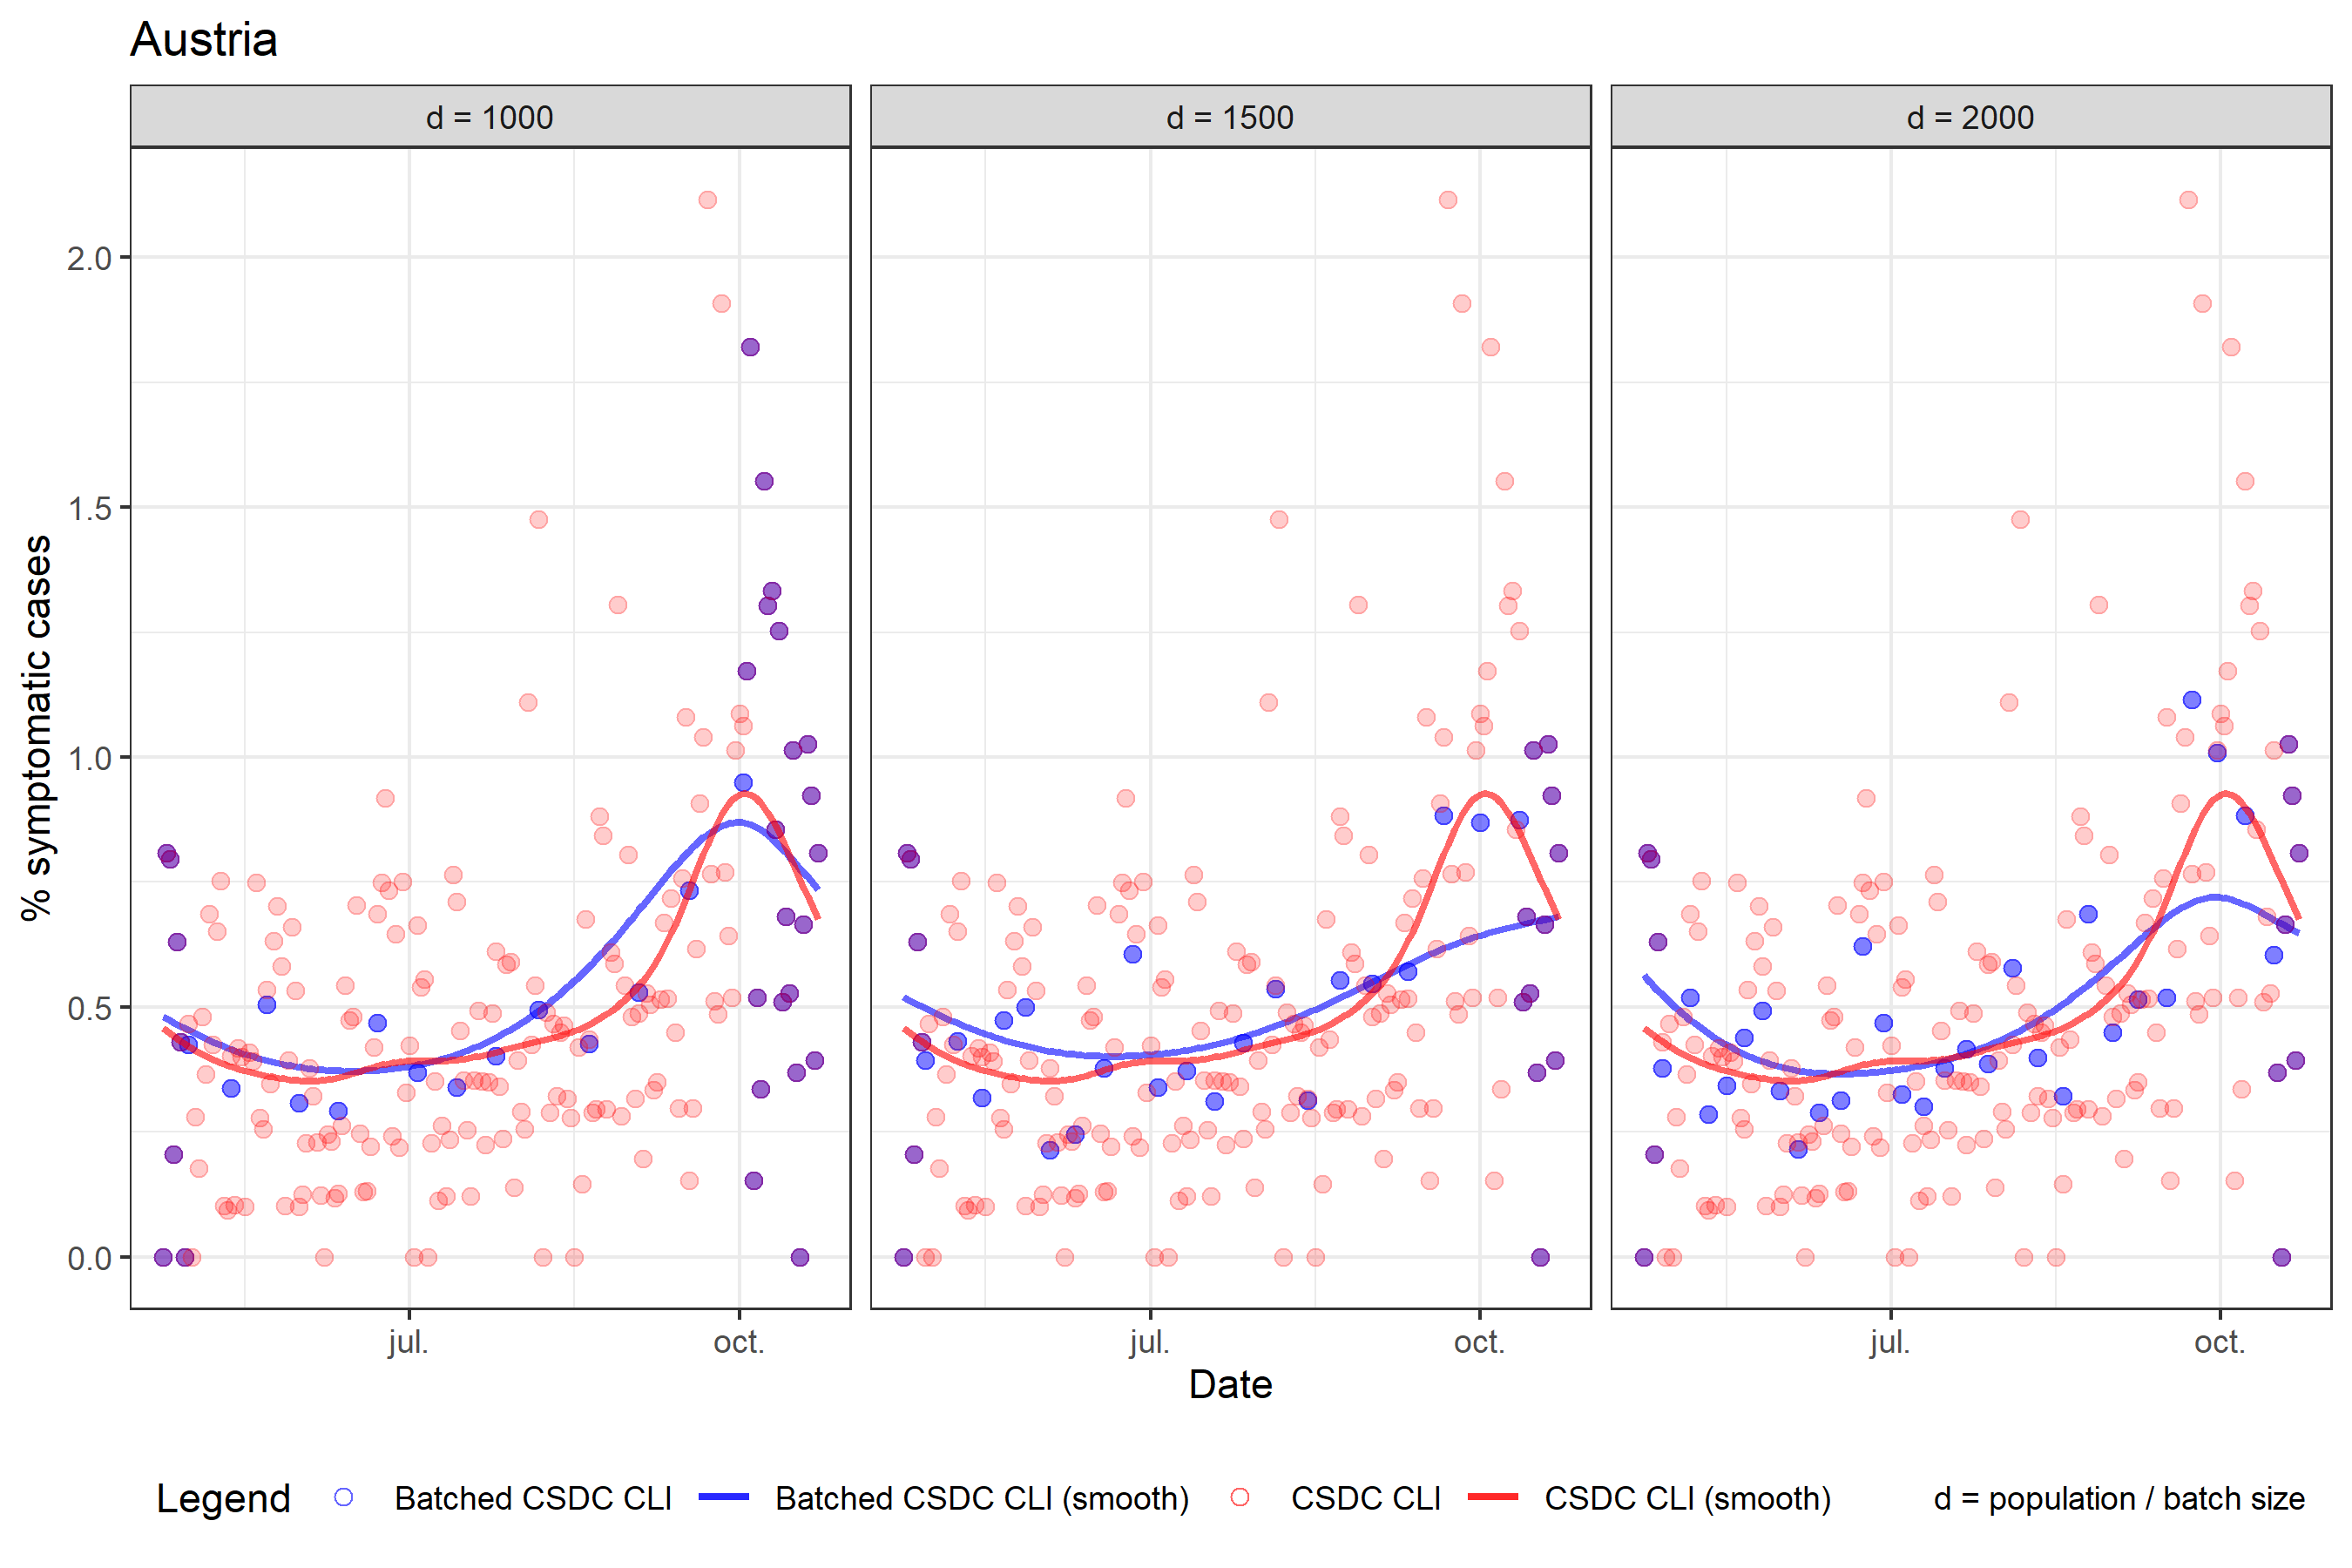 Austria
d = 1000
d = 1500
d = 2000
% symptomatic cases
2.0
1.5
1.0
0.5
0.0
jul.
oct.
jul.
oct.
jul.
oct.
Date
Legend
Batched CSDC CLI
Batched CSDC CLI (smooth)
CSDC CLI
CSDC CLI (smooth)
d = population / batch size